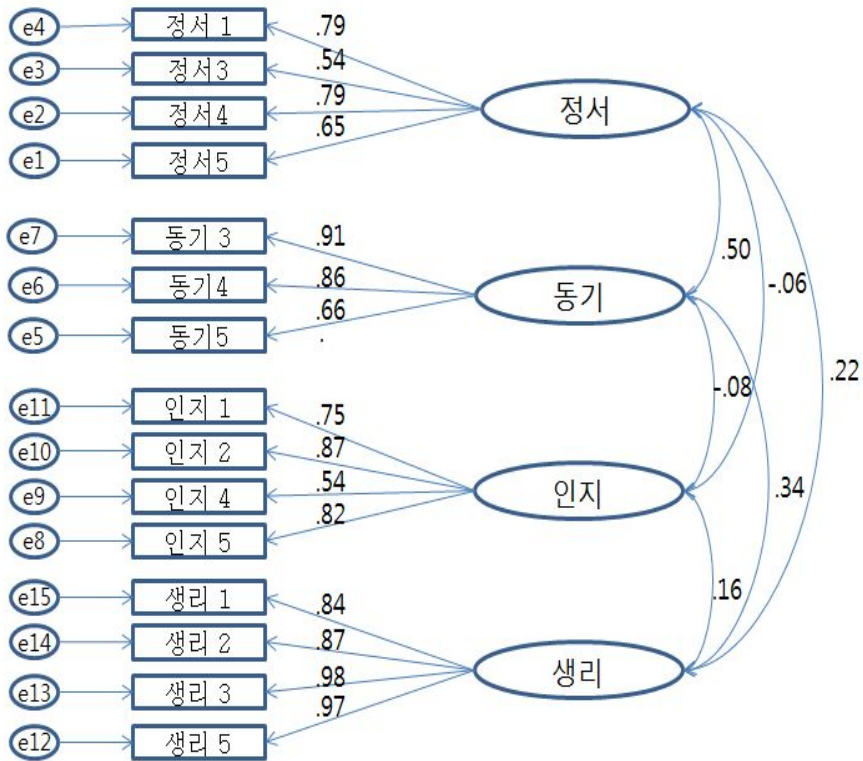 e4 정서 1 .79
e3 정서3 .54
e2 정서4 .79
e1 정서5 .65
정서
e7 동기 3 .91
e6 동기4 .86
e5 동기5 .66
.
동기
e11 인지 1 .75
e10 인지 2 .87
e9 인지 4 .54
e8 인지 5 .82
인지
e15 생리 1 .84
e14 생리 2 .87
e13 생리 3 .98
e12 생리 5 .97
생리
.50
-.06
.22
-.08
.34
.16